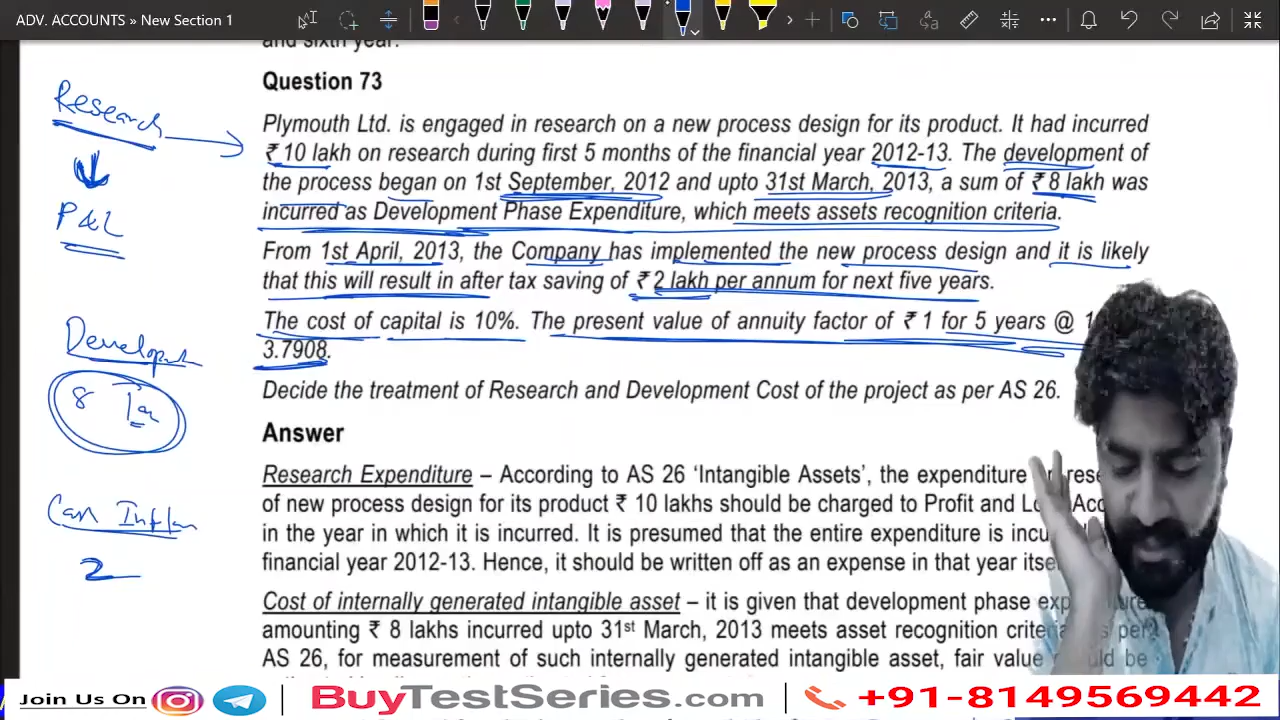 ADV. ACCOUNTS » New Section 1
and sixth year.
Question 73
Plymouth Ltd. is engaged in research on a new process design for its product. It had incurred
₹ 10 lakh on research during first 5 months of the financial year 2012-13. The development of
the process began on 1st September, 2012 and upto 31st March, 2013, a sum of ₹ 8 lakh was
incurred as Development Phase Expenditure, which meets assets recognition criteria.
From 1st April, 2013, the Company has implemented the new process design and it is likely
that this will result in after tax saving of ₹ 2 lakh per annum for next five years.
The cost of capital is 10%. The present value of annuity factor of ₹ 1 for 5 years @
3.7908.
Decide the treatment of Research and Development Cost of the project as per AS 26.
Answer
Research Expenditure – According to AS 26 'Intangible Assets', the expenditure
of new process design for its product ₹ 10 lakhs should be charged to Profit and
in the year in which it is incurred. It is presumed that the entire expenditure is
financial year 2012-13. Hence, it should be written off as an expense in that year
Cost of internally generated intangible asset – it is given that development phase
amounting ₹ 8 lakhs incurred upto 31st March, 2013 meets asset recognition criteria
AS 26, for measurement of such internally generated intangible asset, fair value be
Research
P & L
8
2
Join Us On BuyTestSeries.com +91-8149569442